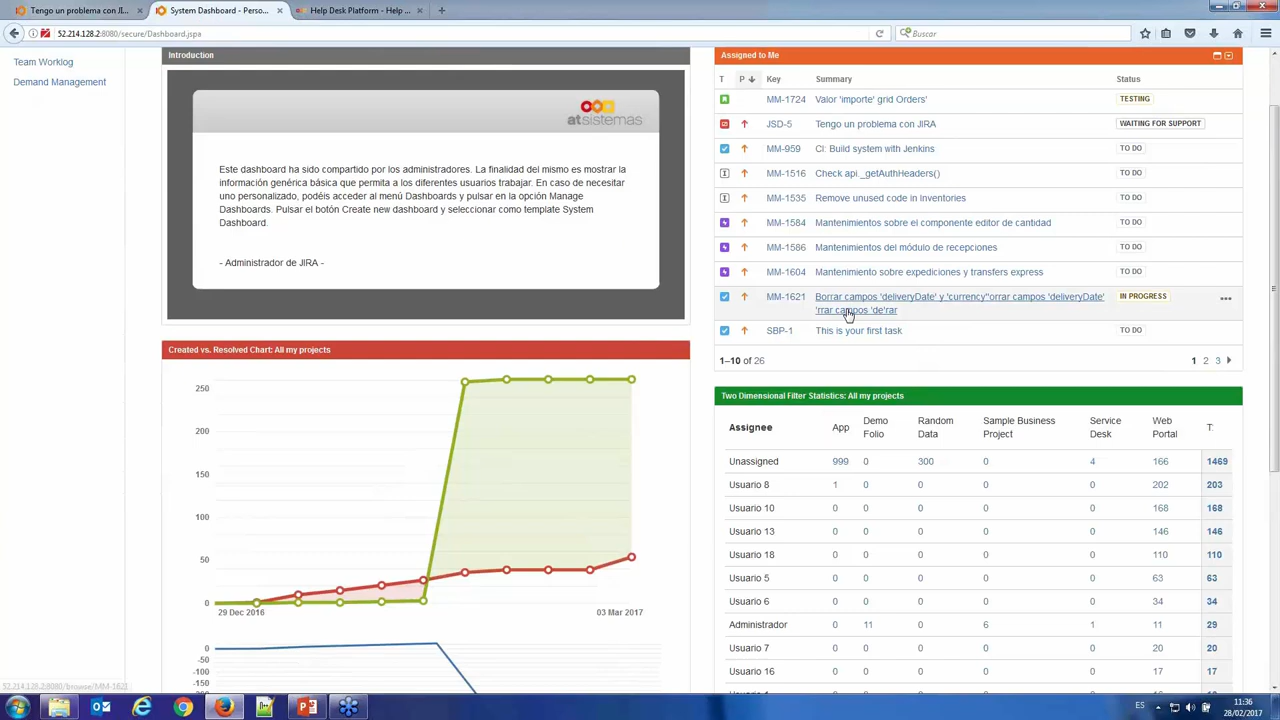 Tengo un problema con JI...
System Dashboard - Perso...
Help Desk Platform - Help ...
52.214.128.2:8080/secure/Dashboard.jspa
Buscar
Team Worklog
Demand Management
Introduction
atsistemas
Este dashboard ha sido compartido por los administradores. La finalidad del mismo es mostrar la
información genérica básica que permita a los diferentes usuarios trabajar. En caso de necesitar
uno personalizado, podéis acceder al menú Dashboards y pulsar en la opción Manage
Dashboards. Pulsar el botón Create new dashboard y seleccionar como template System
Dashboard.
- Administrador de JIRA -
Created vs. Resolved Chart: All my projects
250
200
150
100
50
0
29 Dec 2016 03 Mar 2017
0
-50
-100
-150
Assigned to Me
T P Key Summary Status
MM-1724 Valor 'importe' grid Orders' TESTING
JSD-5 Tengo un problema con JIRA WAITING FOR SUPPORT
MM-959 CI: Build system with Jenkins TO DO
MM-1516 Check api._getAuthHeaders() TO DO
MM-1535 Remove unused code in Inventories TO DO
MM-1584 Mantenimientos sobre el componente editor de cantidad TO DO
MM-1586 Mantenimientos del módulo de recepciones TO DO
MM-1604 Mantenimiento sobre expediciones y transfers express TO DO
MM-1621 Borrar campos 'deliveryDate' y 'currency''orrar campos 'deliveryDate' IN PROGRESS
'rrar campos 'de'rar
SBP-1 This is your first task TO DO
1–10 of 26 1 2 3
Two Dimensional Filter Statistics: All my projects
Assignee App Demo Folio Random Data Sample Business Project Service Desk Web Portal T:
Unassigned 999 0 300 0 4 166 1469
Usuario 8 1 0 0 0 0 202 203
Usuario 10 0 0 0 0 0 168 168
Usuario 13 0 0 0 0 0 146 146
Usuario 18 0 0 0 0 0 110 110
Usuario 5 0 0 0 0 0 63 63
Usuario 6 0 0 0 0 0 34 34
Administrador 0 11 0 6 1 11 29
Usuario 7 0 0 0 0 0 20 20
Usuario 16 0 0 0 0 0 17 17
52.214.128.2:8080/browse/MM-1621
ES
11:36
28/02/2017